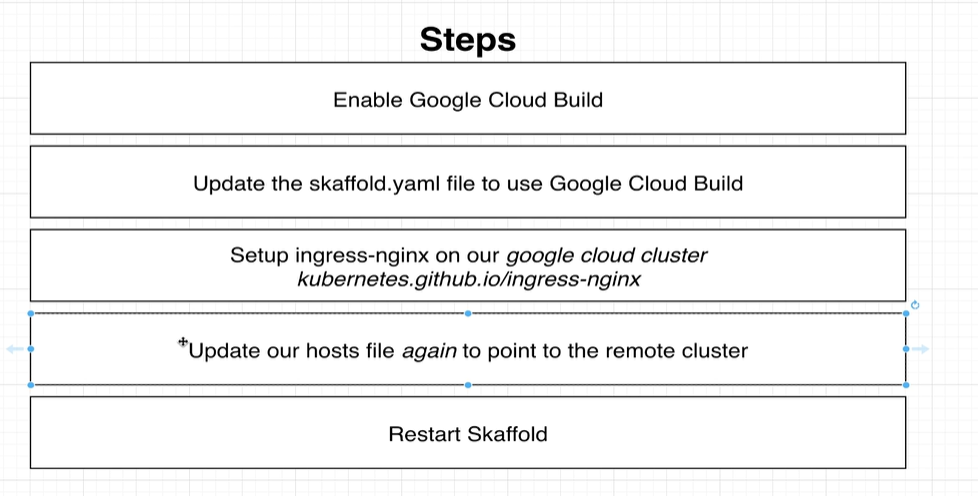 Steps
Enable Google Cloud Build
Update the skaffold.yaml file to use Google Cloud Build
Setup ingress-nginx on our google cloud cluster
kubernetes.github.io/ingress-nginx
Update our hosts file again to point to the remote cluster
Restart Skaffold